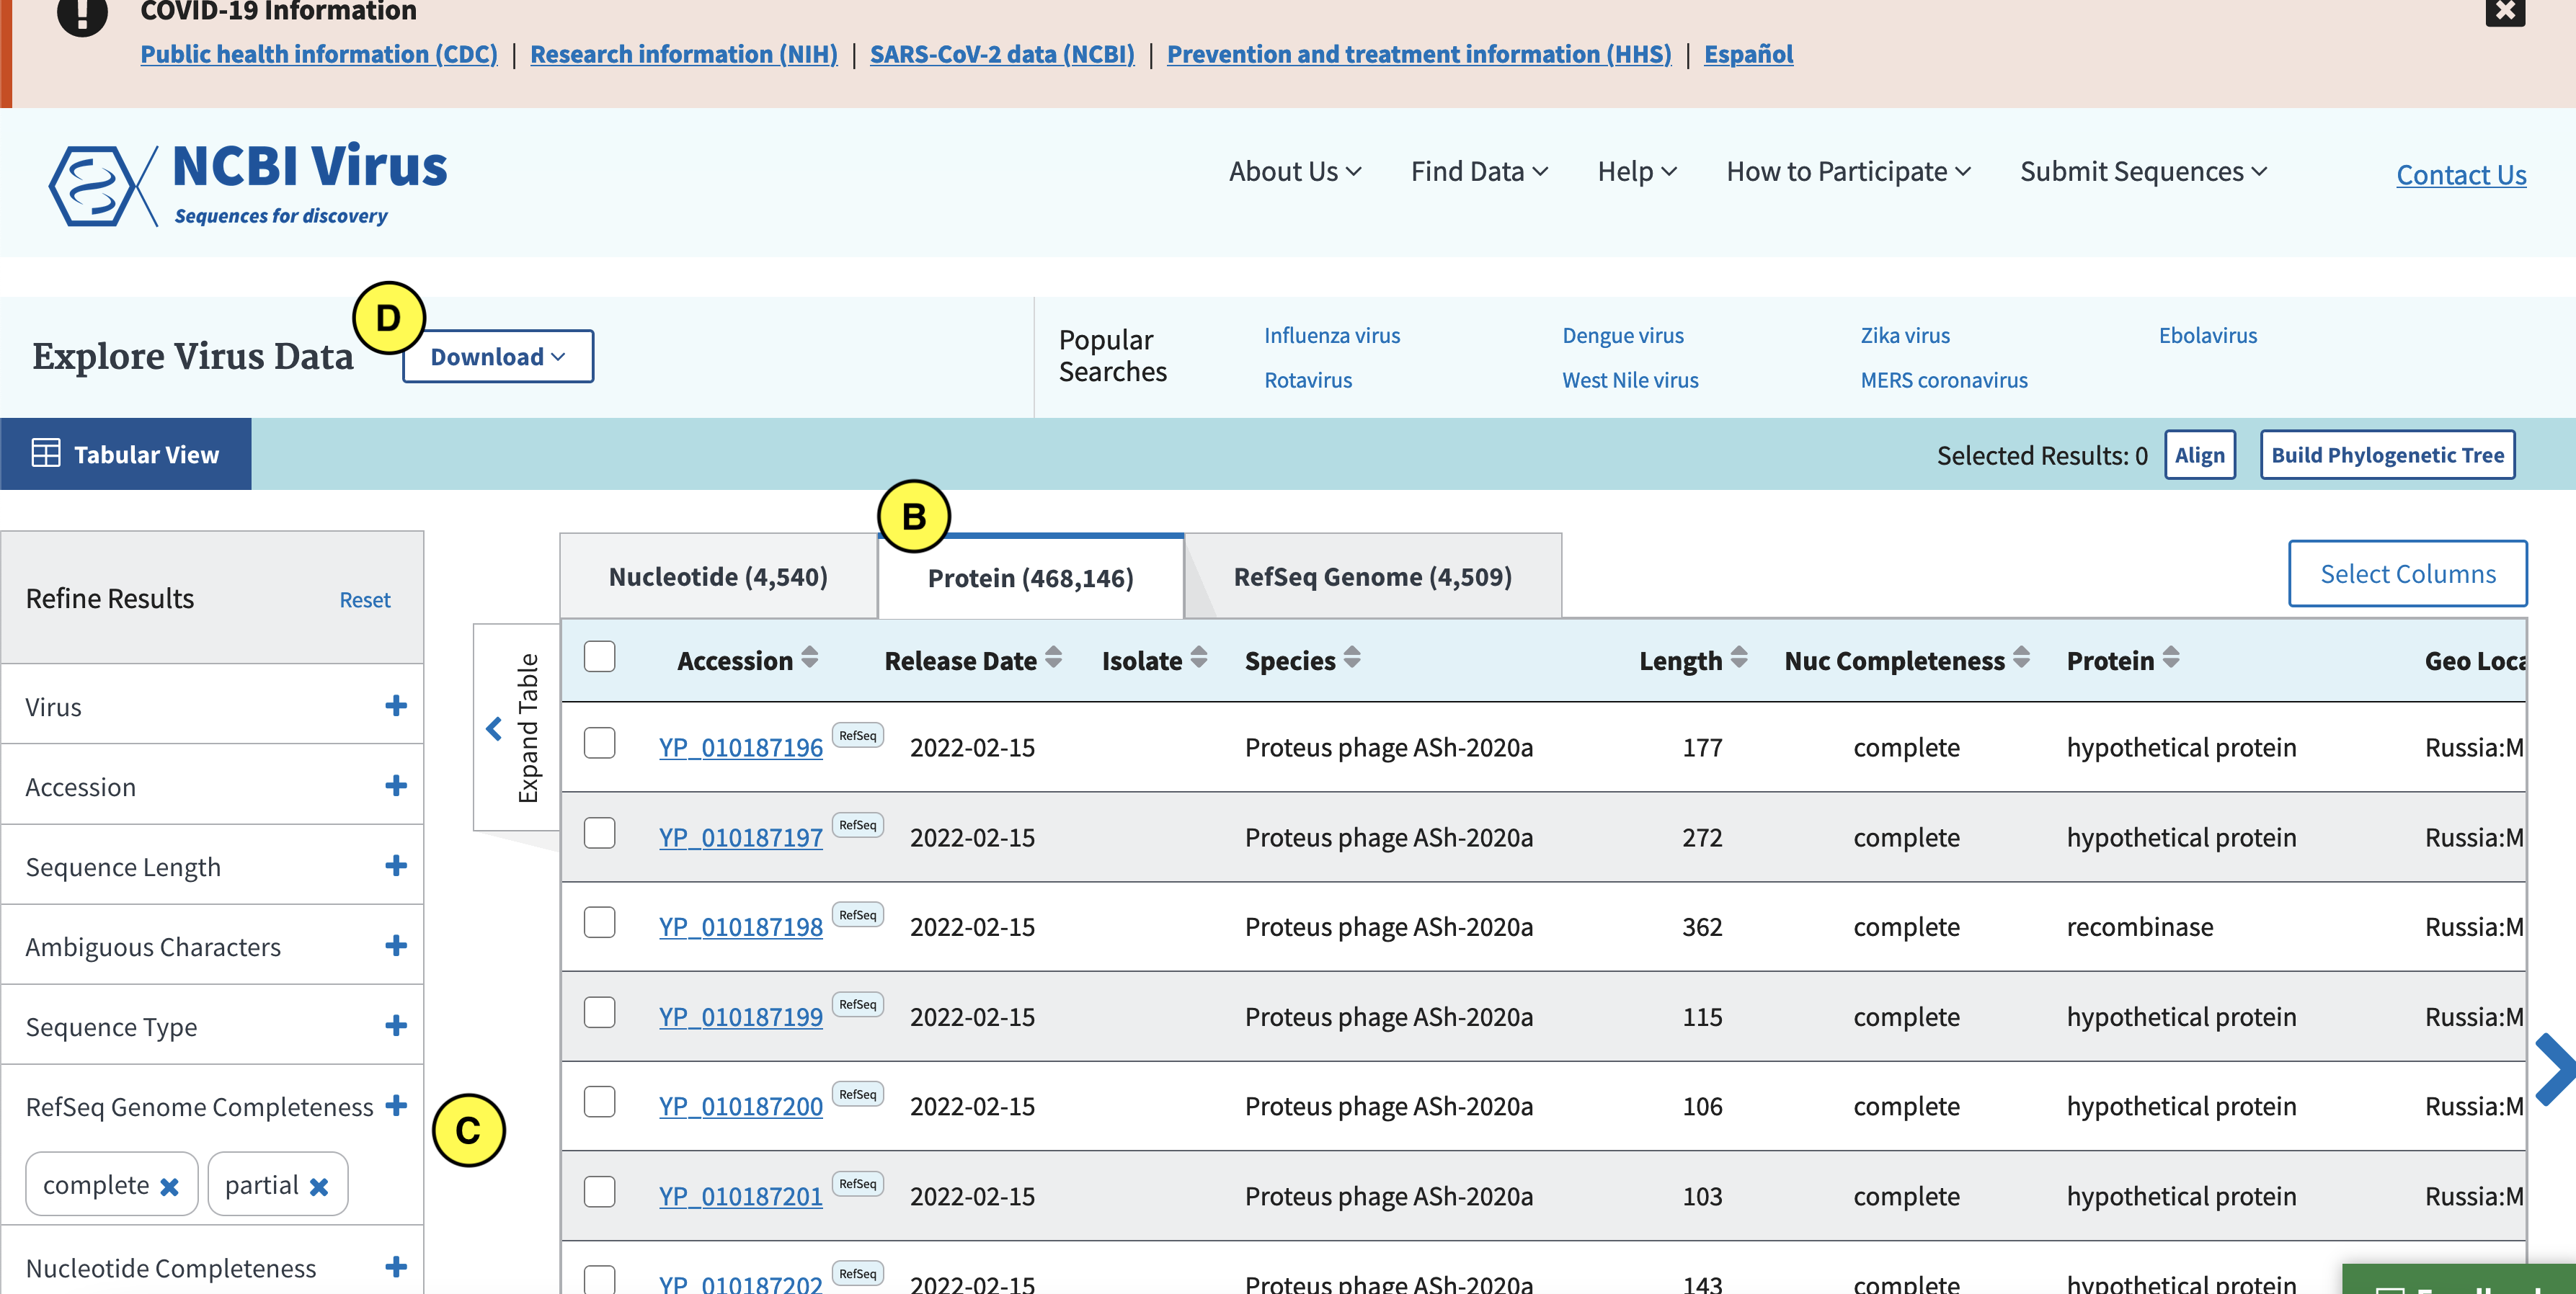 COVID-19 Information
Public health information (CDC) | Research information (NIH) | SARS-CoV-2 data (NCBI) | Prevention and treatment information (HHS) | Español
NCBI Virus
Sequences for discovery
About Us
Find Data
Help
How to Participate
Submit Sequences
Contact Us
D
Explore Virus Data
Download
Popular Searches
Influenza virus
Dengue virus
Zika virus
Ebolavirus
Rotavirus
West Nile virus
MERS coronavirus
Tabular View
Selected Results: 0
Align
Build Phylogenetic Tree
B
Refine Results
Reset
Virus
Accession
Sequence Length
Ambiguous Characters
Sequence Type
RefSeq Genome Completeness
C
complete
partial
Nucleotide Completeness
Expand Table
Nucleotide (4,540)
Protein (468,146)
RefSeq Genome (4,509)
Select Columns
Accession Release Date Isolate Species Length Nuc Completeness Protein Geo Loca
YP_010187196 RefSeq 2022-02-15 Proteus phage ASh-2020a 177 complete hypothetical protein Russia:M
YP_010187197 RefSeq 2022-02-15 Proteus phage ASh-2020a 272 complete hypothetical protein Russia:M
YP_010187198 RefSeq 2022-02-15 Proteus phage ASh-2020a 362 complete recombinase Russia:M
YP_010187199 RefSeq 2022-02-15 Proteus phage ASh-2020a 115 complete hypothetical protein Russia:M
YP_010187200 RefSeq 2022-02-15 Proteus phage ASh-2020a 106 complete hypothetical protein Russia:M
YP_010187201 RefSeq 2022-02-15 Proteus phage ASh-2020a 103 complete hypothetical protein Russia:M
YP_010187202 RefSeq 2022-02-15 Proteus phage ASh-2020a 143 complete hypothetical protein